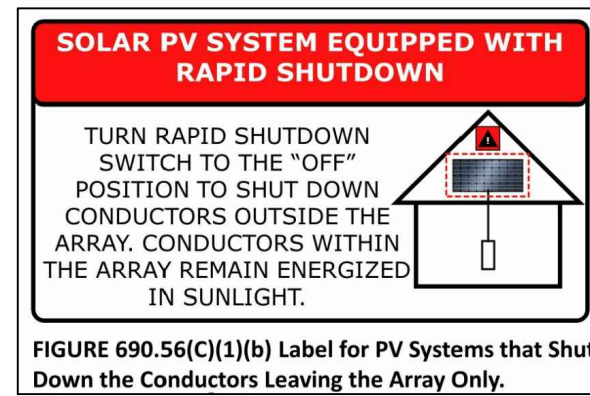 SOLAR PV SYSTEM EQUIPPED WITH
RAPID SHUTDOWN
TURN RAPID SHUTDOWN
SWITCH TO THE “OFF”
POSITION TO SHUT DOWN
CONDUCTORS OUTSIDE THE
ARRAY. CONDUCTORS WITHIN
THE ARRAY REMAIN ENERGIZED
IN SUNLIGHT.
FIGURE 690.56(C)(1)(b) Label for PV Systems that Shut
Down the Conductors Leaving the Array Only.